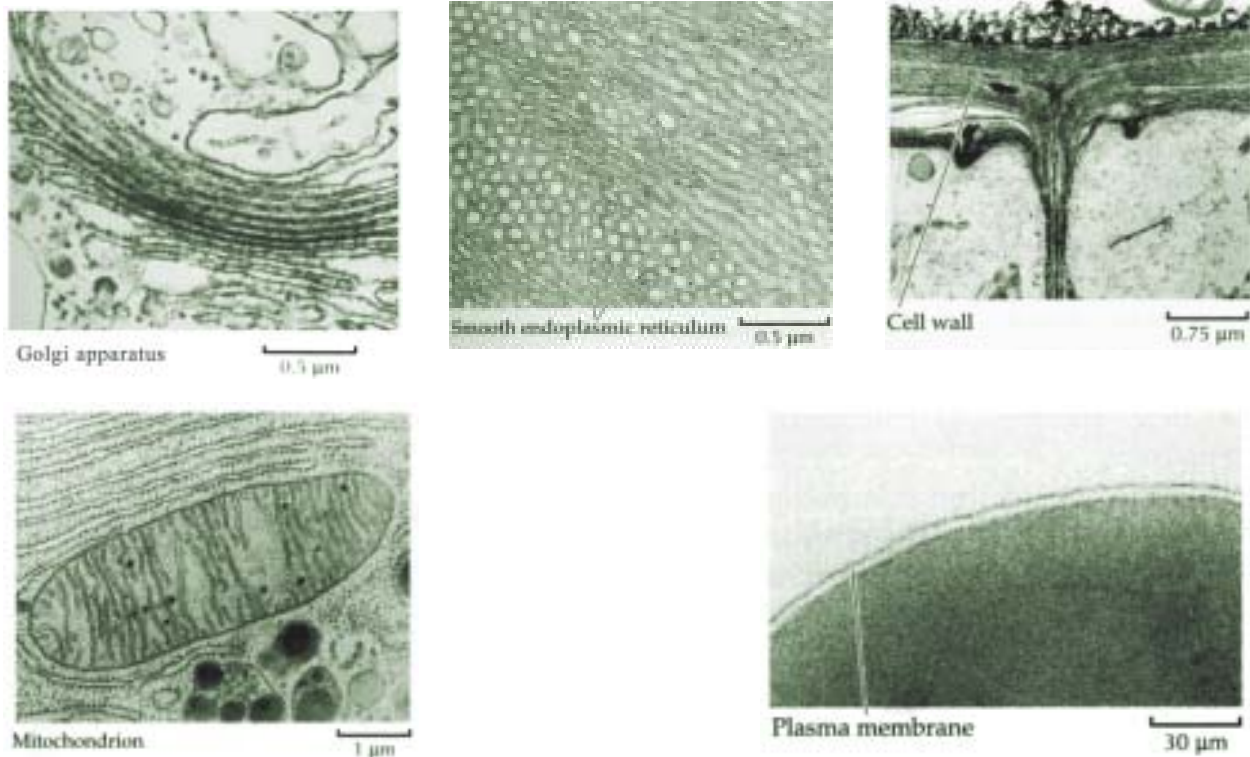 Golgi apparatus
0.5 μm
Smooth endoplasmic reticulum
0.5 μm
Cell wall
0.75 μm
Mitochondrion
1 μm
Plasma membrane
30 μm